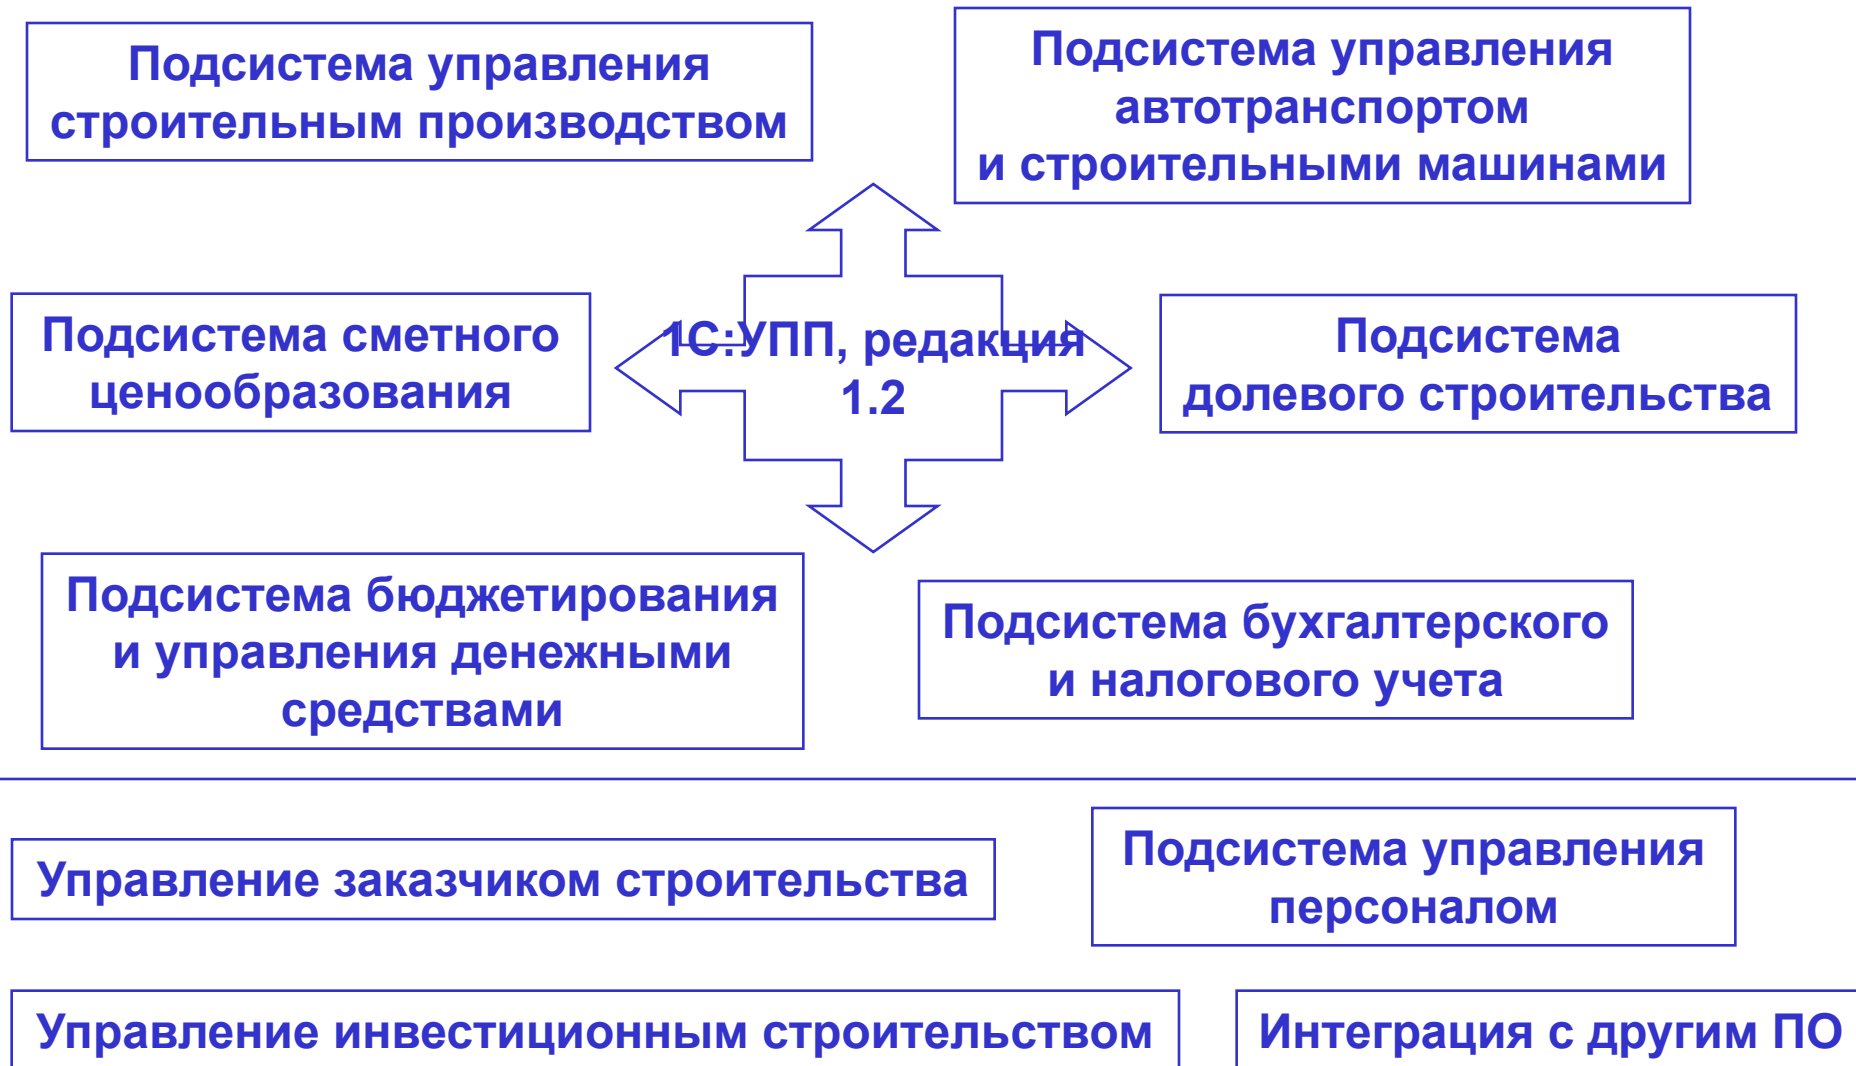 Подсистема управления
строительным производством
Подсистема управления
автотранспортом
и строительными машинами
Подсистема сметного
ценообразования
1С:УПП, редакция
1.2
Подсистема
долевого строительства
Подсистема бюджетирования
и управления денежными
средствами
Подсистема бухгалтерского
и налогового учета
Управление заказчиком строительства
Подсистема управления
персоналом
Управление инвестиционным строительством
Интеграция с другим ПО